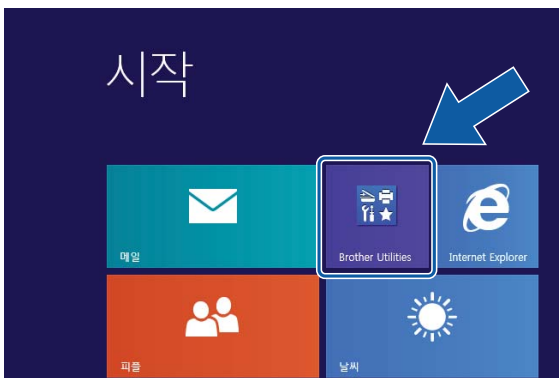 시작
메일
Brother Utilities
Internet Explorer
피플
날씨